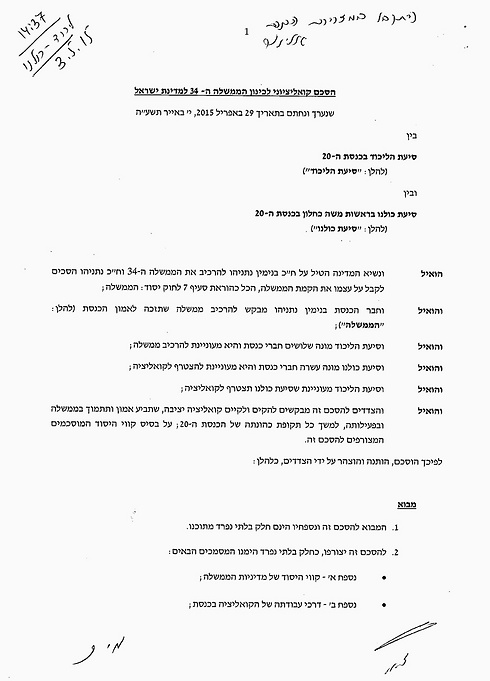 נתקבל במזכירות הכנסת
1
14:37
ליכוד - כולנו
3.5.15
הסכם קואליציוני לכינון הממשלה ה- 34 למדינת ישראל
שנערך ונחתם בתאריך 29 באפריל 2015, י' באייר תשע"ה
בין
סיעת הליכוד בכנסת ה-20
(להלן: "סיעת הליכוד")
ובין
סיעת כולנו בראשות משה כחלון בכנסת ה-20
(להלן: "סיעת כולנו").
הואיל ונשיא המדינה הטיל על ח"כ בנימין נתניהו להרכיב את הממשלה ה-34 וח"כ נתניהו הסכים
לקבל על עצמו את הקמת הממשלה, הכל כהוראת סעיף 7 לחוק יסוד: הממשלה;
והואיל וחבר הכנסת בנימין נתניהו מבקש להרכיב ממשלה שתזכה לאמון הכנסת (להלן:
"הממשלה");
והואיל וסיעת הליכוד מונה שלושים חברי כנסת והיא מעוניינת להרכיב ממשלה;
והואיל וסיעת כולנו מונה עשרה חברי כנסת והיא מעוניינת להצטרף לקואליציה;
והואיל וסיעת הליכוד מעוניינת שסיעת כולנו תצטרף לקואליציה;
והואיל והצדדים להסכם זה מבקשים להקים ולקיים קואליציה יציבה, שתביע אמון ותתמוך בממשלה
ובפעילותה, למשך כל תקופת כהונתה של הכנסת ה-20; על בסיס קווי היסוד המוסכמים
המצורפים להסכם זה.
לפיכך הוסכם, הותנה והוצהר על ידי הצדדים, כלהלן:
מבוא
1. המבוא להסכם זה ונספחיו הינם חלק בלתי נפרד מתוכנו.
2. להסכם זה יצורפו, כחלק בלתי נפרד הימנו המסמכים הבאים:
• נספח א' - קווי היסוד של מדיניות הממשלה;
• נספח ב' - דרכי עבודתה של הקואליציה בכנסת;